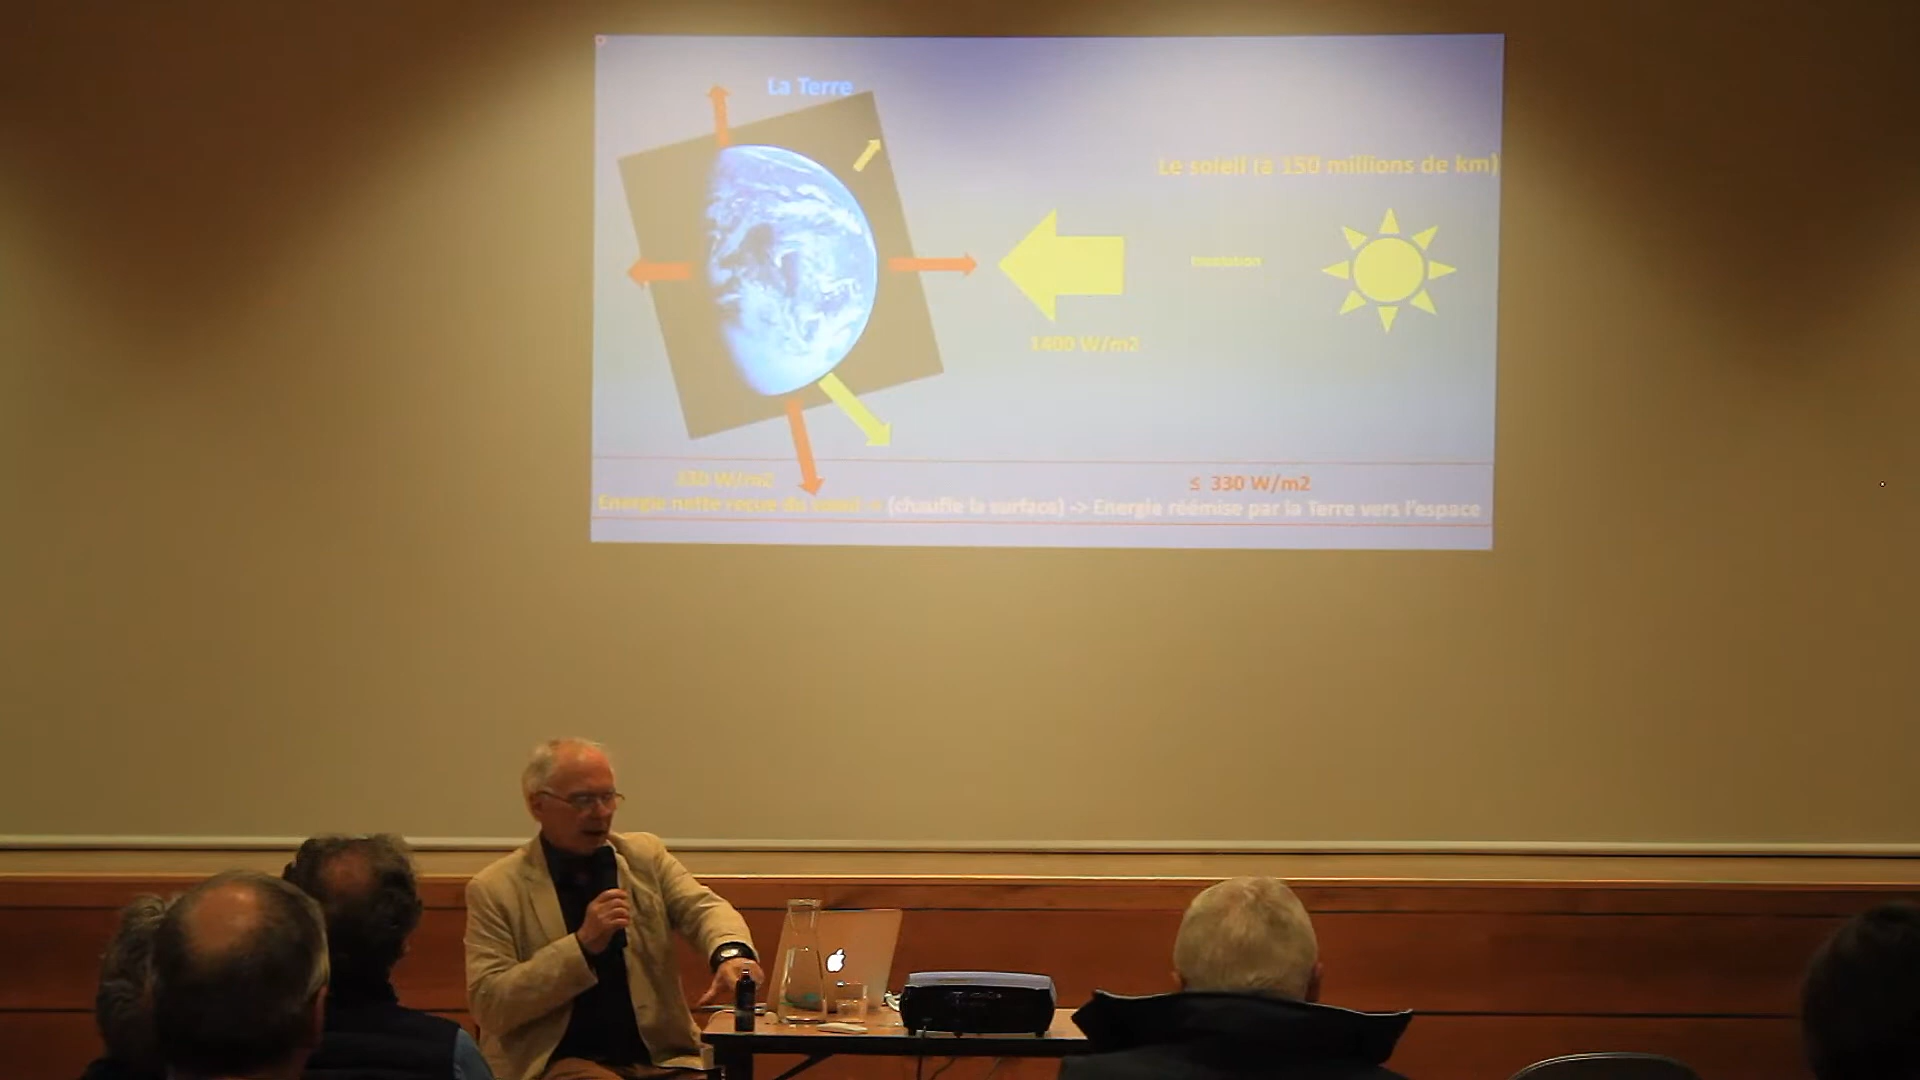 La Terre
Le soleil (à 150 millions de km)
Insolation
1400 W/m2
330 W/m2
≤ 330 W/m2
Energie nette reçue du soleil -> (chauffe la surface) -> Energie réémise par la Terre vers l'espace